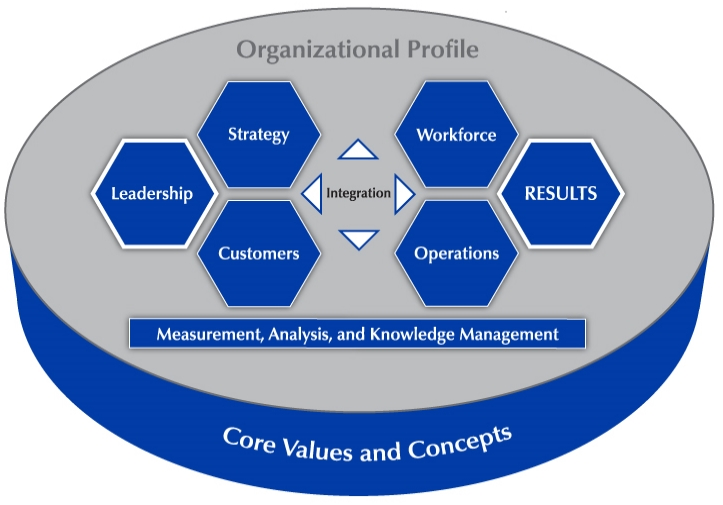 Organizational Profile
Strategy
Workforce
Leadership
Integration
RESULTS
Customers
Operations
Measurement, Analysis, and Knowledge Management
Core Values and Concepts